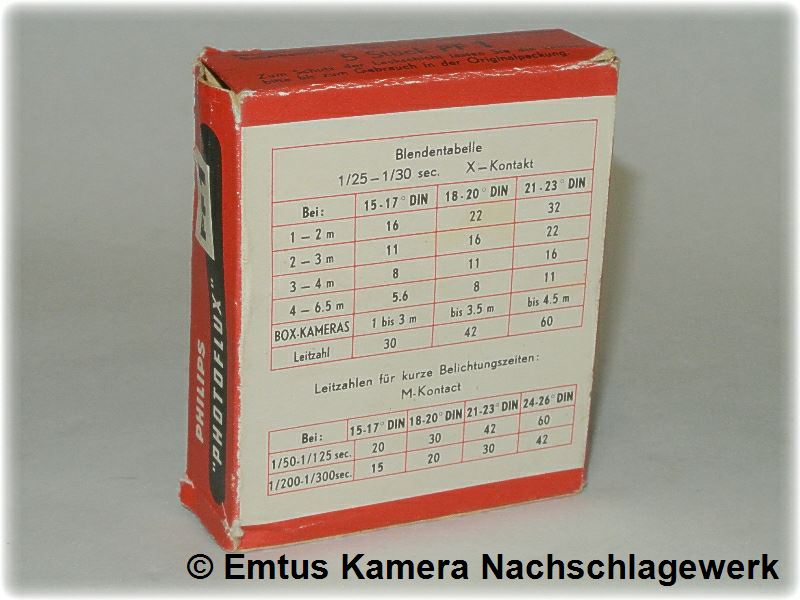 5 Stück PF 1
Zum Schutz der Lackschicht lassen Sie die
bitte bis zum Gebrauch in der Originalpackung.
PHILIPS
"PHOTOFLUX"
Blendentabelle
1/25 – 1/30 sec. X – Kontakt
Bei: 15-17° DIN 18-20° DIN 21-23° DIN
1 – 2 m 16 22 32
2 – 3 m 11 16 22
3 – 4 m 8 11 16
4 – 6.5 m 5.6 8 11
BOX-KAMERAS 1 bis 3 m bis 3.5 m bis 4.5 m
Leitzahl 30 42 60
Leitzahlen für kurze Belichtungszeiten:
M-Kontact
Bei: 15-17° DIN 18-20° DIN 21-23° DIN 24-26° DIN
1/50-1/125 sec. 20 30 42 60
1/200-1/300sec. 15 20 30 42
© Emtus Kamera Nachschlagewerk